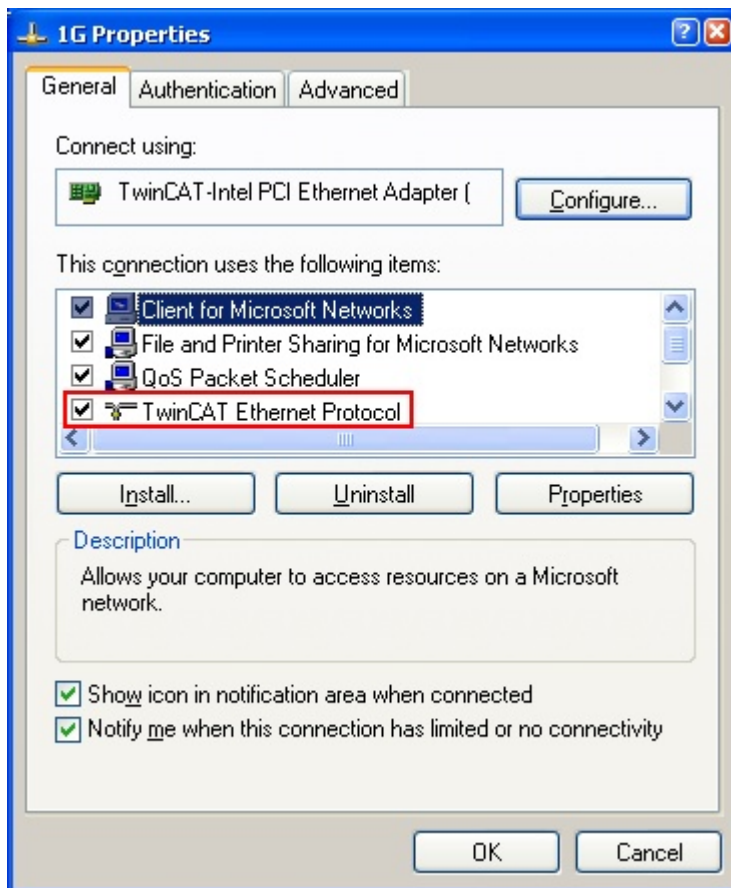 1G Properties
General
Authentication
Advanced
Connect using:
TwinCAT-Intel PCI Ethernet Adapter (
Configure...
This connection uses the following items:
Client for Microsoft Networks
File and Printer Sharing for Microsoft Networks
QoS Packet Scheduler
TwinCAT Ethernet Protocol
Install...
Uninstall
Properties
Description
Allows your computer to access resources on a Microsoft
network.
Show icon in notification area when connected
Notify me when this connection has limited or no connectivity
OK
Cancel